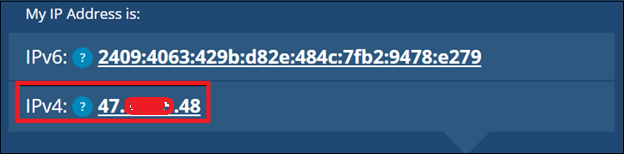 My IP Address is:
IPv6: ? 2409:4063:429b:d82e:484c:7fb2:9478:e279
IPv4: ? 47. .48